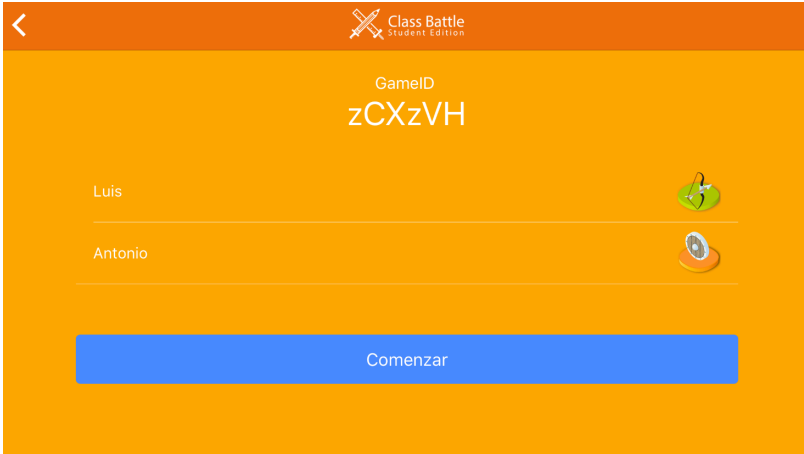 Class Battle
Student Edition
GameID
zCXzVH
Luis
Antonio
Comenzar